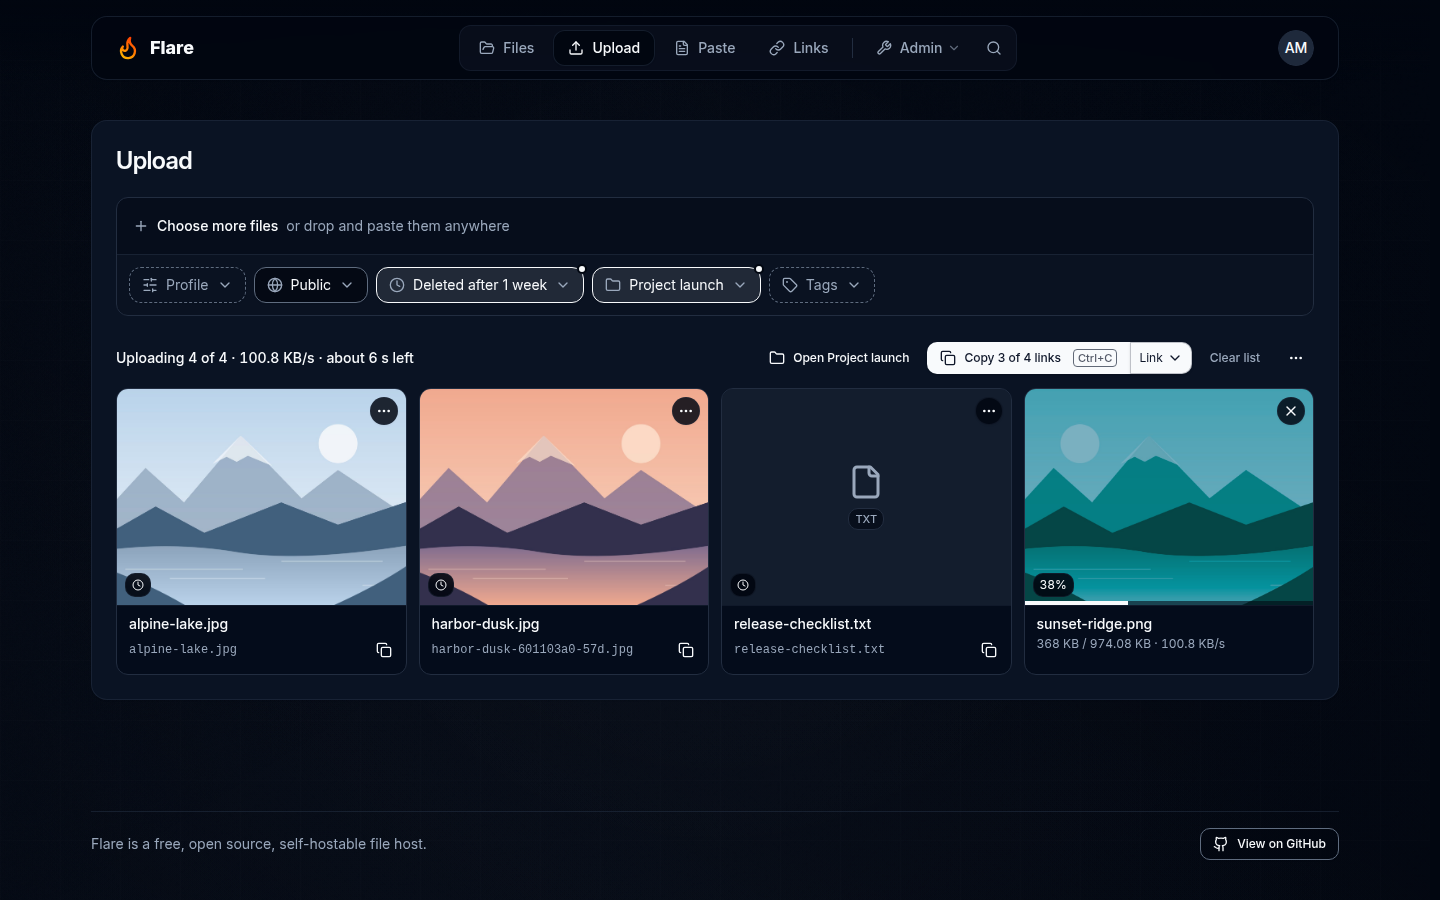 Flare
Files
Upload
Paste
Links
Admin
AM
Upload
Choose more files or drop and paste them anywhere
Profile
Public
Deleted after 1 week
Project launch
Tags
Uploading 4 of 4 · 100.8 KB/s · about 6 s left
Open Project launch
Copy 3 of 4 links Ctrl+C
Link
Clear list
TXT
38%
alpine-lake.jpg
alpine-lake.jpg
harbor-dusk.jpg
harbor-dusk-601103a0-57d.jpg
release-checklist.txt
release-checklist.txt
sunset-ridge.png
368 KB / 974.08 KB · 100.8 KB/s
Flare is a free, open source, self-hostable file host.
View on GitHub